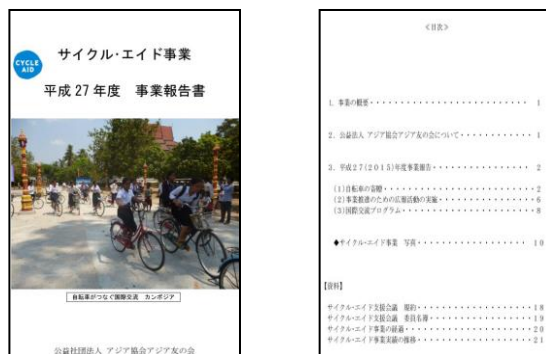 サイクル・エイド事業
CYCLE
AID
平成27年度 事業報告書
自転車がつなぐ国際交流 カンボジア
公益社団法人 アジア協会アジア友の会
≪目次≫
1. 事業の概要・・・・・・・・・・・・・・・・・・・・・・・・ 1
2. 公益法人 アジア協会アジア友の会について・・・・・・・・・・・・ 1
3. 平成27(2015)年度事業報告・・・・・・・・・・・・・・・ 2
(1)自転車の寄贈・・・・・・・・・・・・・・・・・・・・・・・2
(2)事業推進のための広報活動の実施・・・・・・・・・・・・・・・6
(3)国際交流プログラム・・・・・・・・・・・・・・・・・・・・8
◆サイクル・エイド事業 写真・・・・・・・・・・・・・・・・・・ 10
【資料】
サイクル・エイド支援会議 規約・・・・・・・・・・・・・・・・・18
サイクル・エイド支援会議 委員名簿・・・・・・・・・・・・・・・19
サイクル・エイド事業の経過・・・・・・・・・・・・・・・・・・・20
サイクル・エイド事業実績の推移・・・・・・・・・・・・・・・・・21